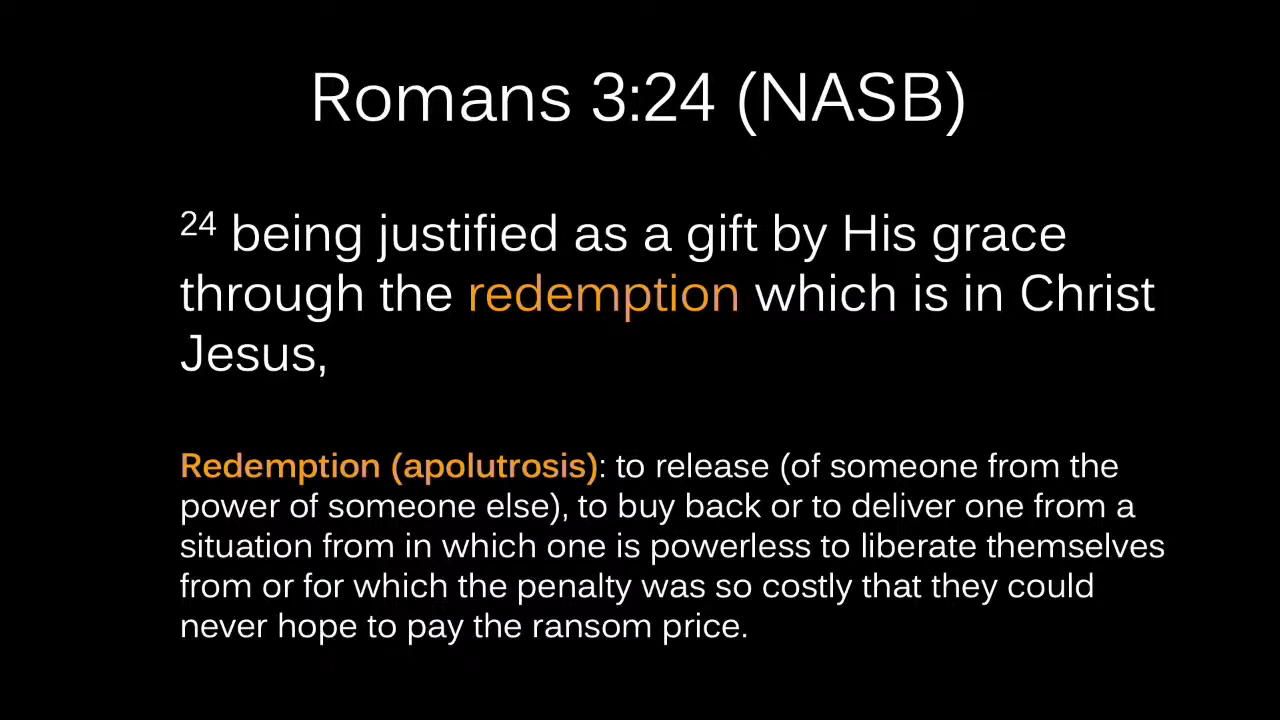 Romans 3:24 (NASB)
24 being justified as a gift by His grace
through the redemption which is in Christ
Jesus,
Redemption (apolutrosis): to release (of someone from the
power of someone else), to buy back or to deliver one from a
situation from in which one is powerless to liberate themselves
from or for which the penalty was so costly that they could
never hope to pay the ransom price.